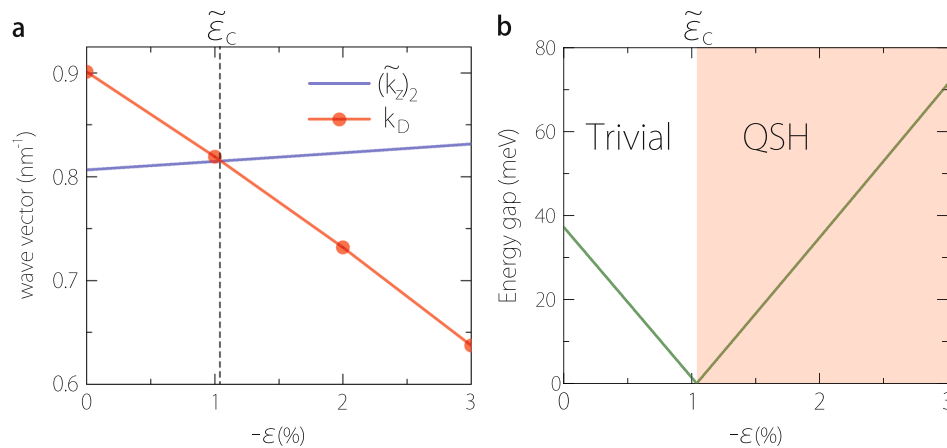 a
ε̃C
wave vector (nm⁻¹)
0.9
0.8
0.7
0.6
(k̃z)2
kD
0 1 2 3
-ε(%)
b
ε̃C
Energy gap (meV)
80
60
40
20
0
Trivial QSH
0 1 2 3
-ε(%)